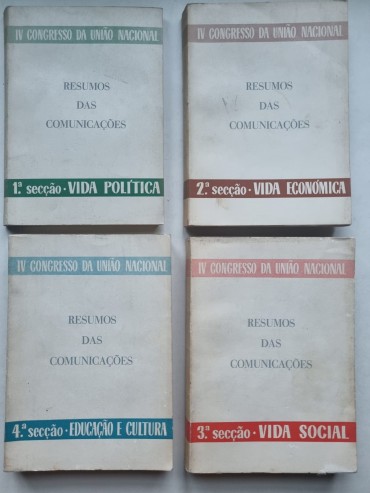 IV CONGRESSO DA UNIÃO NACIONAL
RESUMOS
DAS
COMUNICAÇÕES
1.ª secção · VIDA POLÍTICA
IV CONGRESSO DA UNIÃO NACIONAL
RESUMOS
DAS
COMUNICAÇÕES
2.ª secção · VIDA ECONÓMICA
IV CONGRESSO DA UNIÃO NACIONAL
RESUMOS
DAS
COMUNICAÇÕES
4.ª secção · EDUCAÇÃO E CULTURA
IV CONGRESSO DA UNIÃO NACIONAL
RESUMOS
DAS
COMUNICAÇÕES
3.ª secção · VIDA SOCIAL